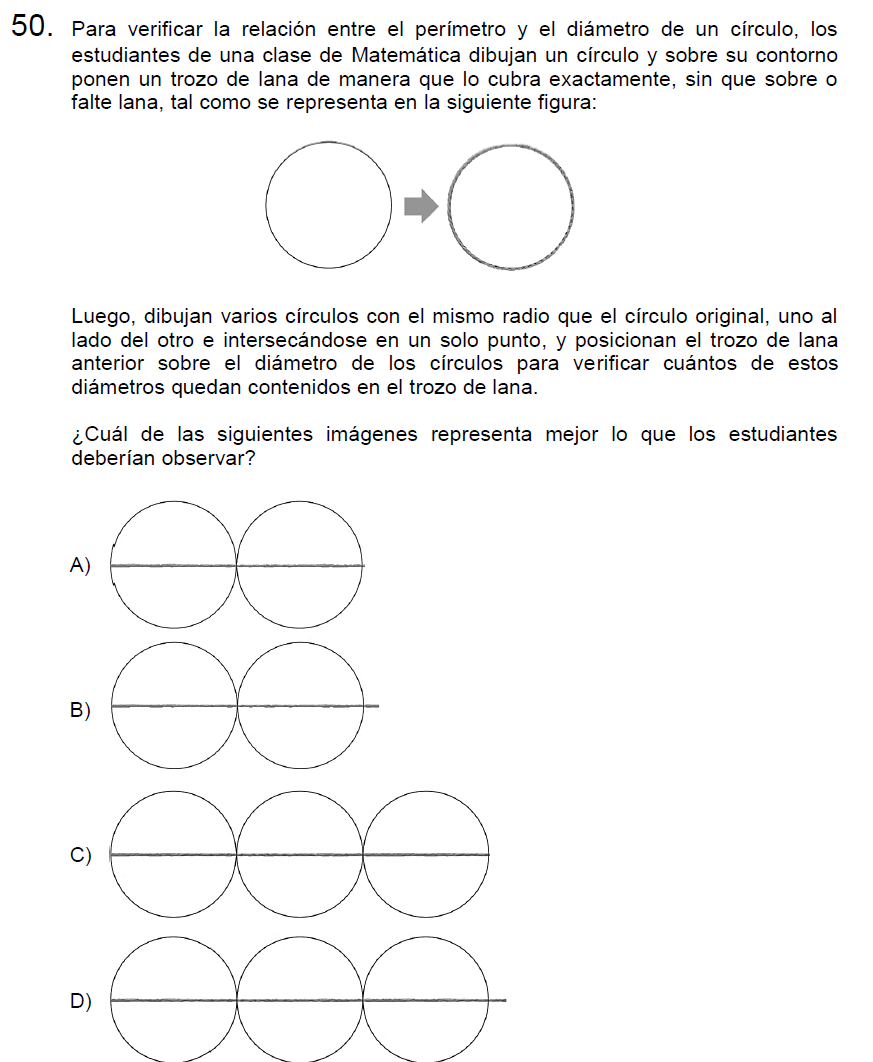 50. Para verificar la relación entre el perímetro y el diámetro de un círculo, los
estudiantes de una clase de Matemática dibujan un círculo y sobre su contorno
ponen un trozo de lana de manera que lo cubra exactamente, sin que sobre o
falte lana, tal como se representa en la siguiente figura:
Luego, dibujan varios círculos con el mismo radio que el círculo original, uno al
lado del otro e intersecándose en un solo punto, y posicionan el trozo de lana
anterior sobre el diámetro de los círculos para verificar cuántos de estos
diámetros quedan contenidos en el trozo de lana.
¿Cuál de las siguientes imágenes representa mejor lo que los estudiantes
deberían observar?
A)
B)
C)
D)